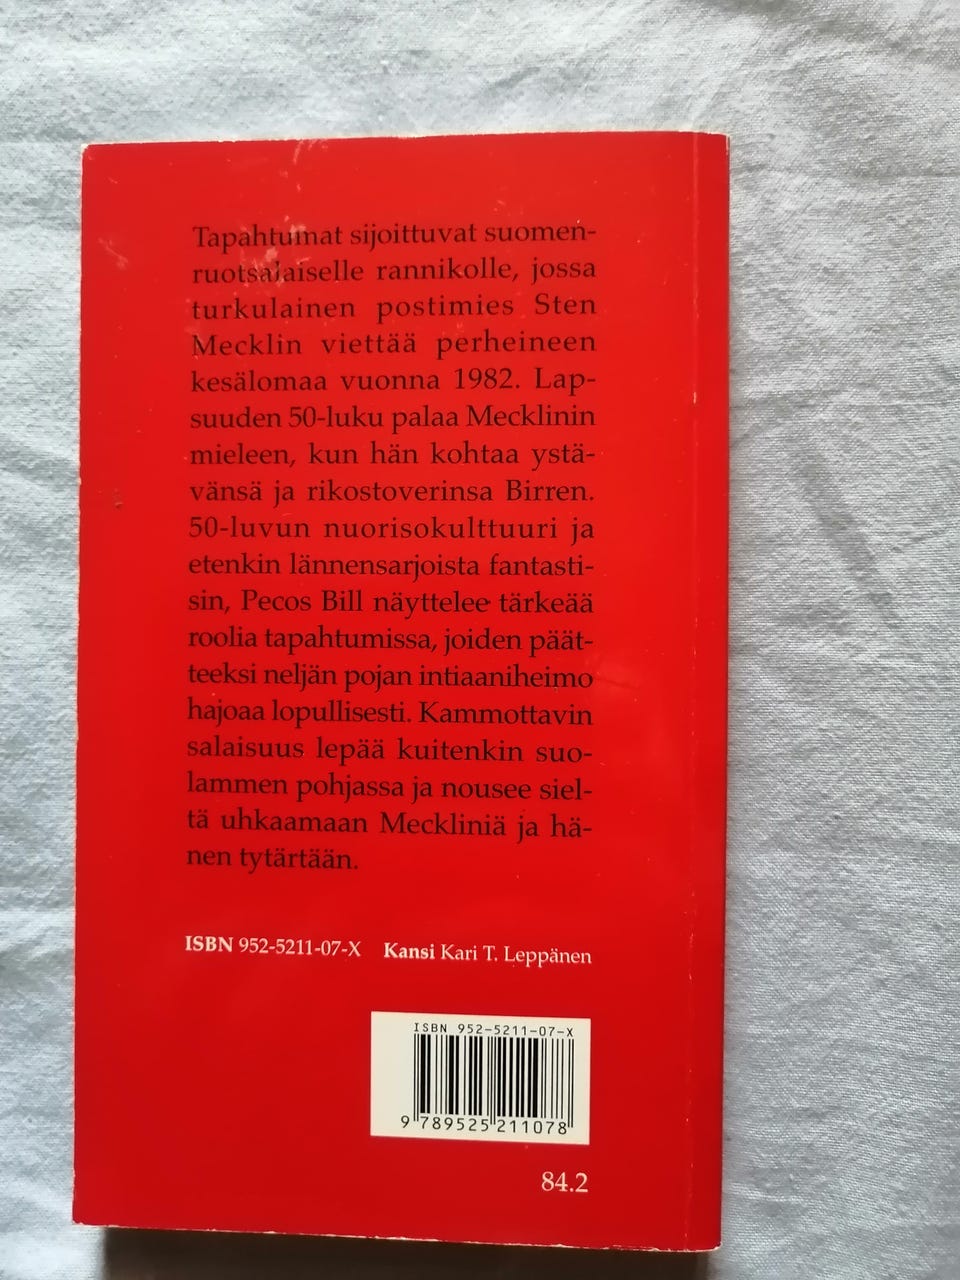 Tapahtumat sijoittuvat suomen-
ruotsalaiselle rannikolle, jossa
turkulainen postimies Sten
Mecklin viettää perheineen
kesälomaa vuonna 1982. Lap-
suuden 50-luku palaa Mecklinin
mieleen, kun hän kohtaa ystä-
vänsä ja rikostoverinsa Birren.
50-luvun nuorisokulttuuri ja
etenkin lännensarjoista fantasti-
sin, Pecos Bill näyttelee tärkeää
roolia tapahtumissa, joiden päät-
teeksi neljän pojan intiaaniheimo
hajoaa lopullisesti. Kammottavin
salaisuus lepää kuitenkin suo-
lammen pohjassa ja nousee siel-
tä uhkaamaan Meckliniä ja hä-
nen tytärtään.
ISBN 952-5211-07-X Kansi Kari T. Leppänen
ISBN 952-5211-07-X
9 789525 211078
84.2